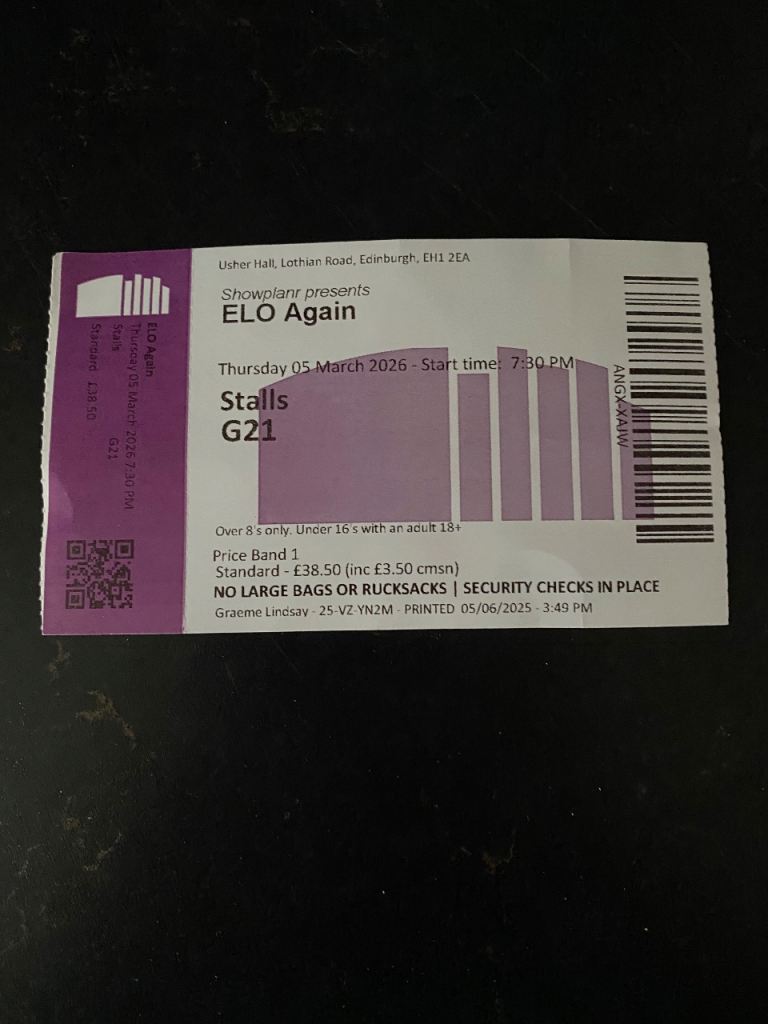 Usher Hall, Lothian Road, Edinburgh, EH1 2EA
Showplanr presents
ELO Again
Thursday 05 March 2026 - Start time: 7:30 PM
Stalls
G21
Over 8's only. Under 16's with an adult 18+
Price Band 1
Standard - £38.50 (inc £3.50 cmsn)
NO LARGE BAGS OR RUCKSACKS | SECURITY CHECKS IN PLACE
Graeme Lindsay - 25-VZ-YN2M - PRINTED 05/06/2025 - 3:49 PM
ANGX-XAJW
ELO Again
Thursday 05 March 2026 7:30 PM
Stalls G21
Standard £38.50